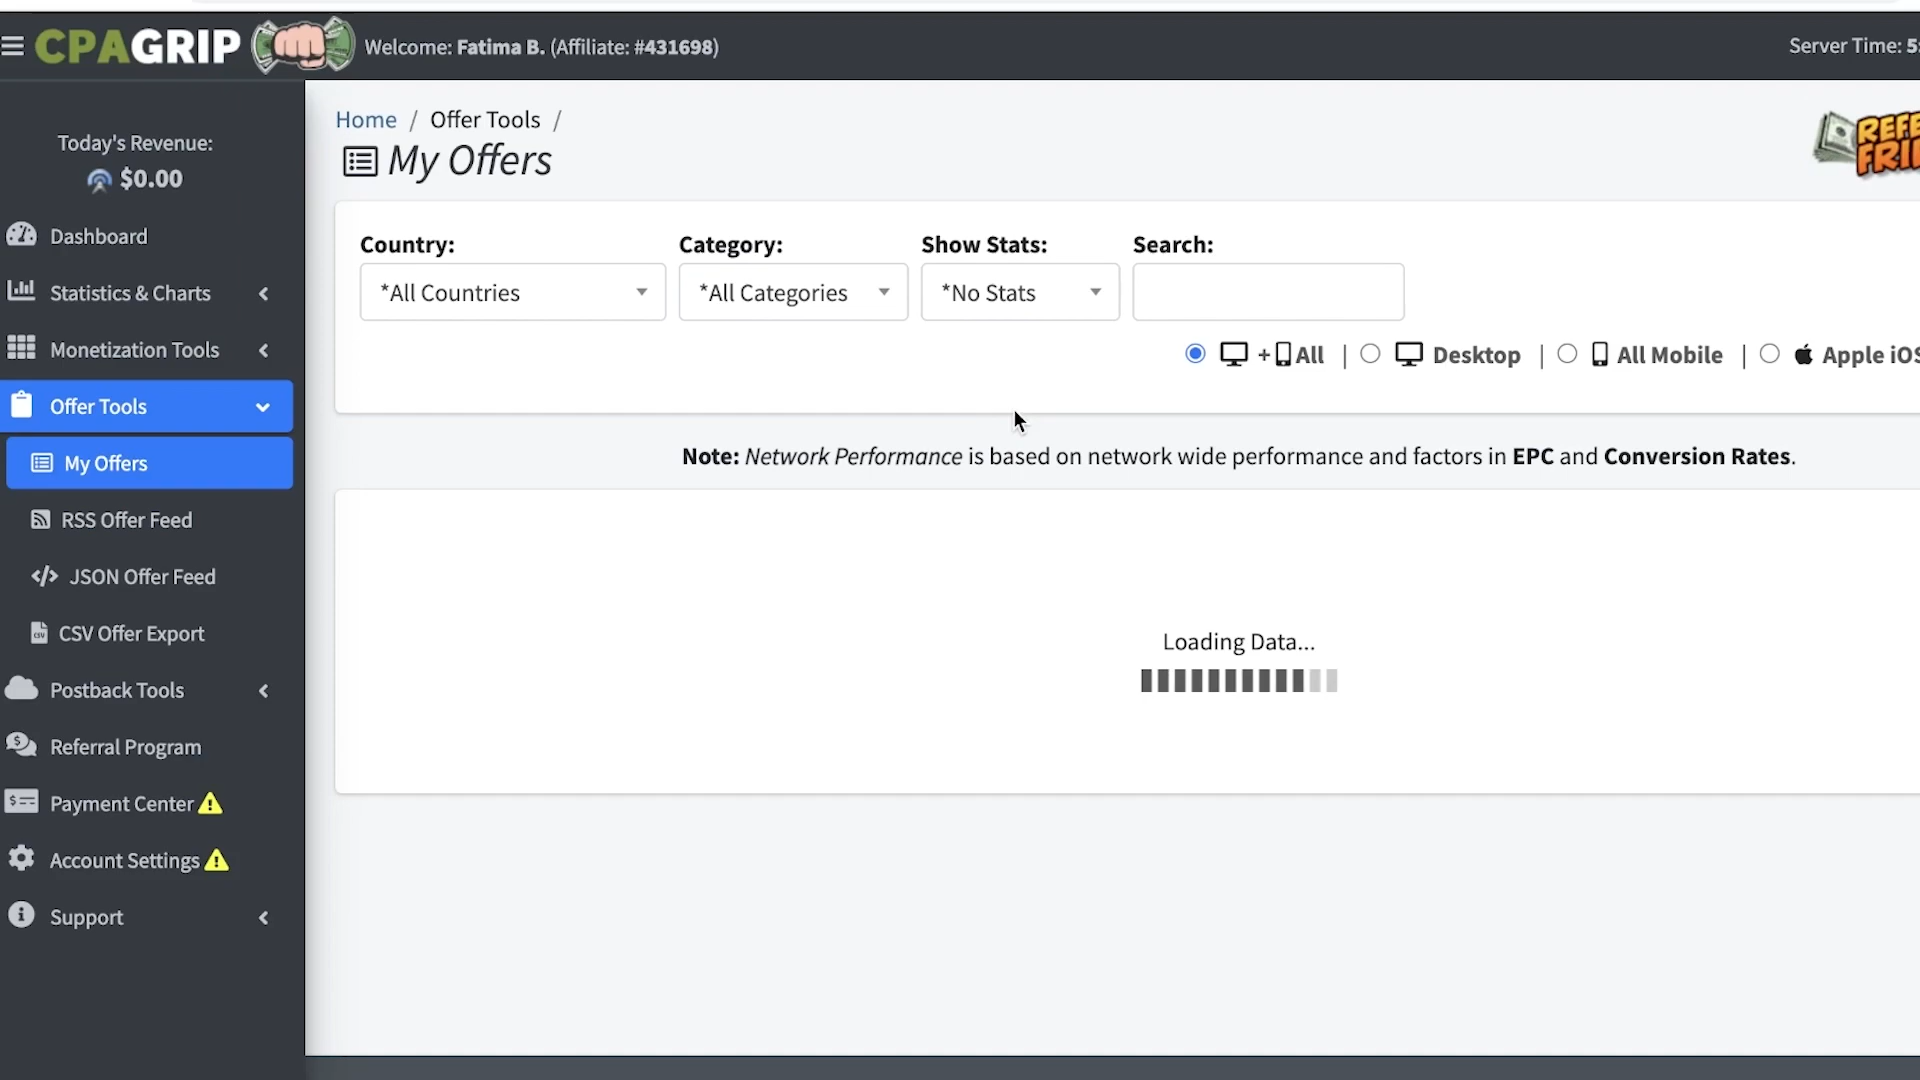 CPAGRIP Welcome: Fatima B. (Affiliate: #431698) Server Time: 5:
Today's Revenue:
$0.00
Dashboard
Statistics & Charts
Monetization Tools
Offer Tools
My Offers
RSS Offer Feed
JSON Offer Feed
CSV Offer Export
Postback Tools
Referral Program
Payment Center
Account Settings
Support
Home / Offer Tools /
My Offers
Country: Category: Show Stats: Search:
*All Countries *All Categories *No Stats
+ All | Desktop | All Mobile | Apple iOS
Note: Network Performance is based on network wide performance and factors in EPC and Conversion Rates.
Loading Data...